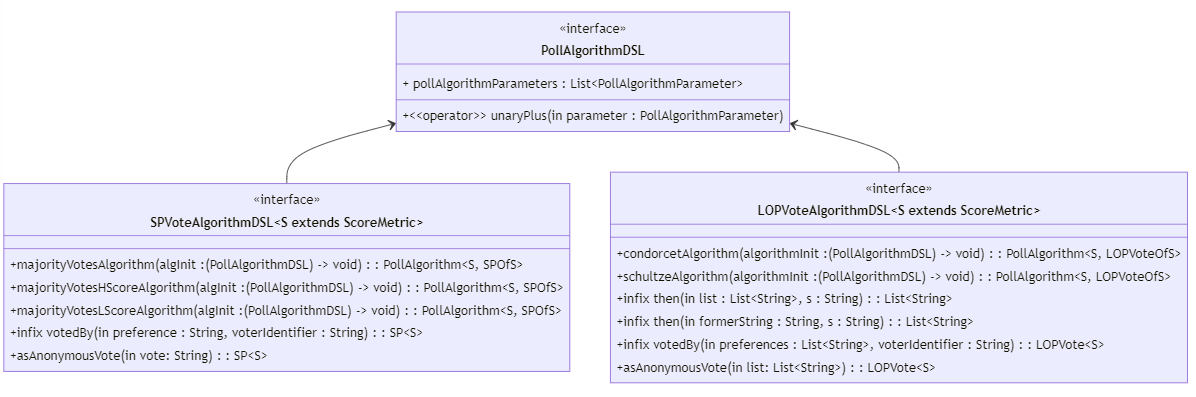 «interface»
PollAlgorithmDSL
+ pollAlgorithmParameters : List<PollAlgorithmParameter>
+<<operator>> unaryPlus(in parameter : PollAlgorithmParameter)
«interface»
SPVoteAlgorithmDSL<S extends ScoreMetric>
+majorityVotesAlgorithm(algInit :(PollAlgorithmDSL) -> void) : : PollAlgorithm<S, SPOfS>
+majorityVotesHScoreAlgorithm(algInit :(PollAlgorithmDSL) -> void) : : PollAlgorithm<S, SPOfS>
+majorityVotesLScoreAlgorithm(algInit :(PollAlgorithmDSL) -> void) : : PollAlgorithm<S, SPOfS>
+infix votedBy(in preference : String, voterIdentifier : String) : : SP<S>
+asAnonymousVote(in vote: String) : : SP<S>
«interface»
LOPVoteAlgorithmDSL<S extends ScoreMetric>
+condorcetAlgorithm(algorithmInit :(PollAlgorithmDSL) -> void) : : PollAlgorithm<S, LOPVoteOfS>
+schultzeAlgorithm(algorithmInit :(PollAlgorithmDSL) -> void) : : PollAlgorithm<S, LOPVoteOfS>
+infix then(in list : List<String>, s : String) : : List<String>
+infix then(in formerString : String, s : String) : : List<String>
+infix votedBy(in preferences : List<String>, voterIdentifier : String) : : LOPVote<S>
+asAnonymousVote(in list: List<String>) : : LOPVote<S>